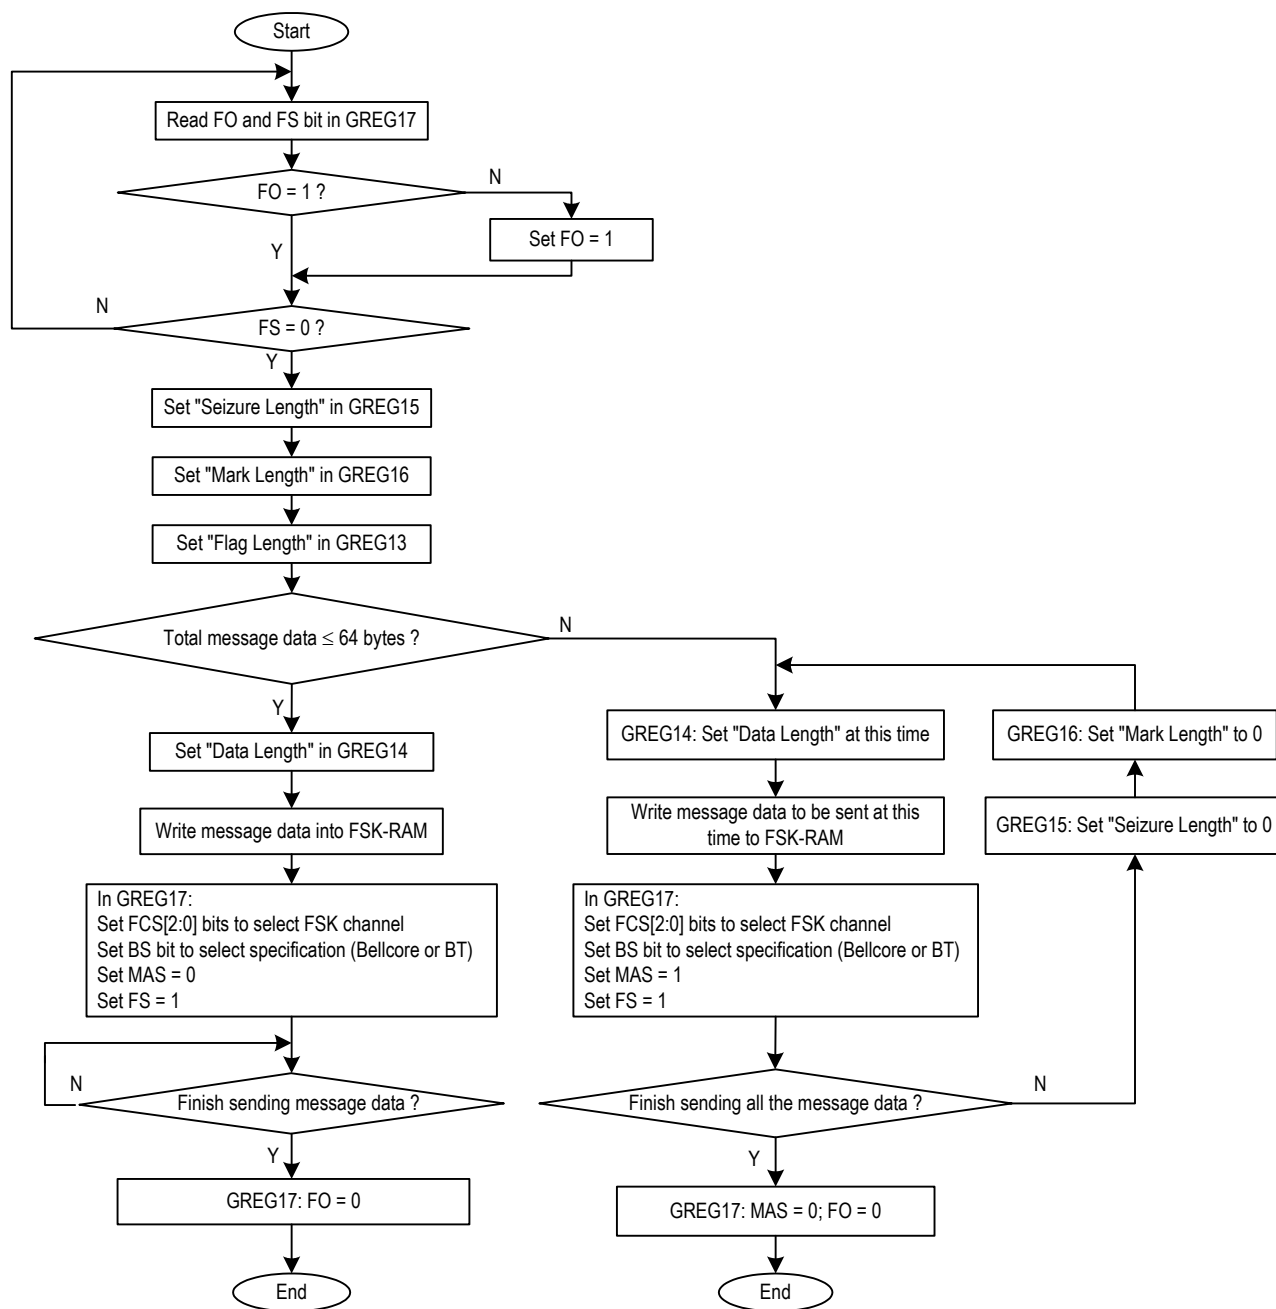 Start
Read FO and FS bit in GREG17
FO = 1 ?
N
Set FO = 1
Y
N
FS = 0 ?
Y
Set "Seizure Length" in GREG15
Set "Mark Length" in GREG16
Set "Flag Length" in GREG13
Total message data ≤ 64 bytes ?
N
Y
Set "Data Length" in GREG14
Write message data into FSK-RAM
In GREG17:
Set FCS[2:0] bits to select FSK channel
Set BS bit to select specification (Bellcore or BT)
Set MAS = 0
Set FS = 1
N
Finish sending message data ?
Y
GREG17: FO = 0
End
GREG14: Set "Data Length" at this time
Write message data to be sent at this
time to FSK-RAM
In GREG17:
Set FCS[2:0] bits to select FSK channel
Set BS bit to select specification (Bellcore or BT)
Set MAS = 1
Set FS = 1
Finish sending all the message data ?
N
Y
GREG17: MAS = 0; FO = 0
End
GREG16: Set "Mark Length" to 0
GREG15: Set "Seizure Length" to 0